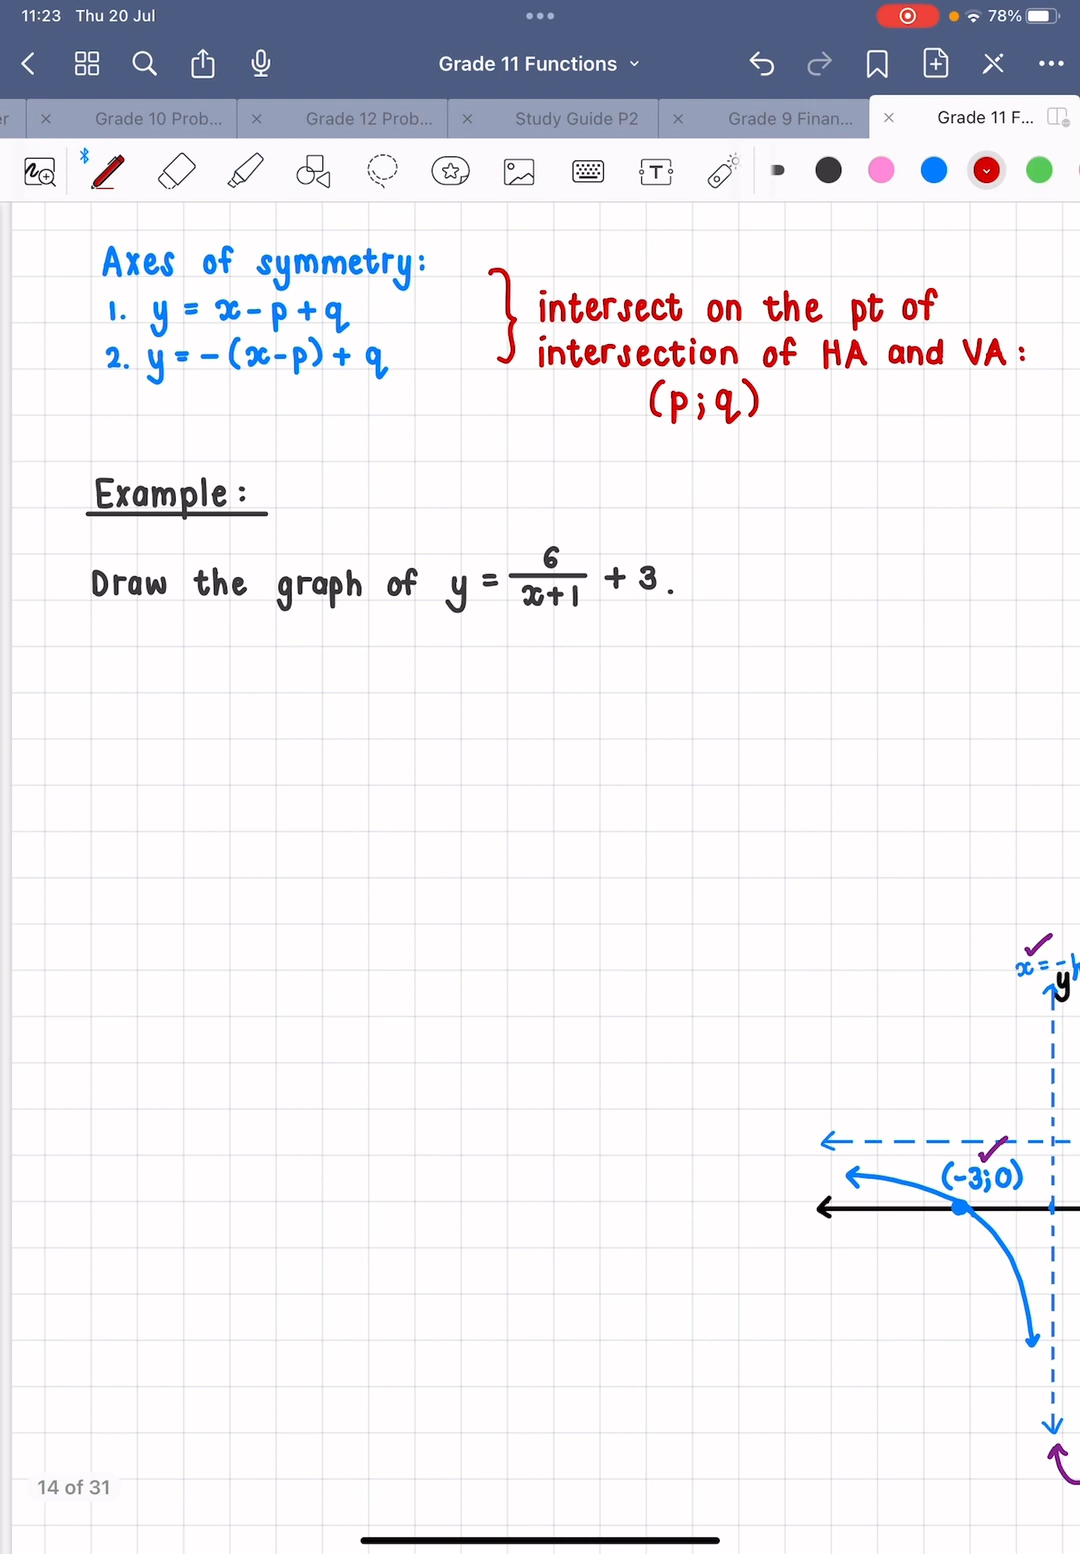 11:23 Thu 20 Jul
78%
Grade 11 Functions
er
Grade 10 Prob...
Grade 12 Prob...
Study Guide P2
Grade 9 Finan...
Grade 11 F...
T
Axes of symmetry:
1. y = x - p + q
2. y = - (x - p) + q
intersect on the pt of
intersection of HA and VA :
(p ; q)
Example :
Draw the graph of y = 6/(x+1) + 3 .
x = -1
y
(-3;0)
14 of 31